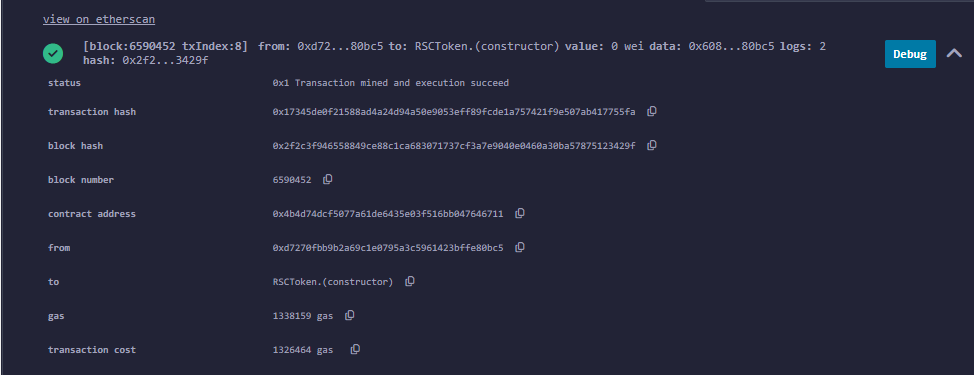 view on etherscan
[block:6590452 txIndex:8] from: 0xd72...80bc5 to: RSCToken.(constructor) value: 0 wei data: 0x608...80bc5 logs: 2
hash: 0x2f2...3429f
Debug
status 0x1 Transaction mined and execution succeed
transaction hash 0x17345de0f21588ad4a24d94a50e9053eff89fcde1a757421f9e507ab417755fa
block hash 0x2f2c3f946558849ce88c1ca683071737cf3a7e9040e0460a30ba57875123429f
block number 6590452
contract address 0x4b4d74dcf5077a61de6435e03f516bb047646711
from 0xd7270fbb9b2a69c1e0795a3c5961423bffe80bc5
to RSCToken.(constructor)
gas 1338159 gas
transaction cost 1326464 gas